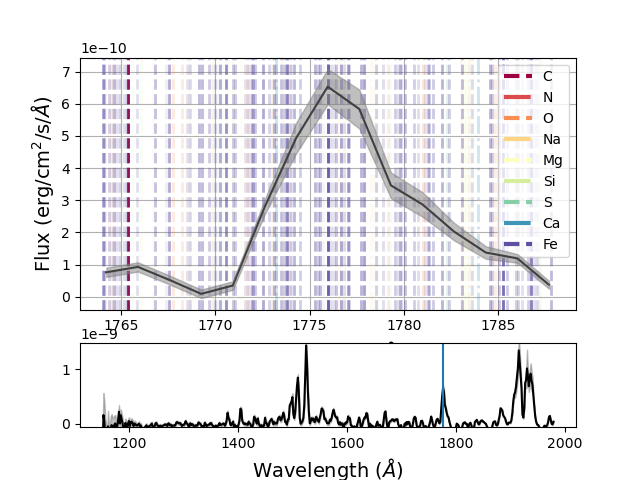 1e−10
Flux (erg/cm²/s/Å)
7
6
5
4
3
2
1
0
1765 1770 1775 1780 1785
C
N
O
Na
Mg
Si
S
Ca
Fe
1e−9
1
0
1200 1400 1600 1800 2000
Wavelength (Å)